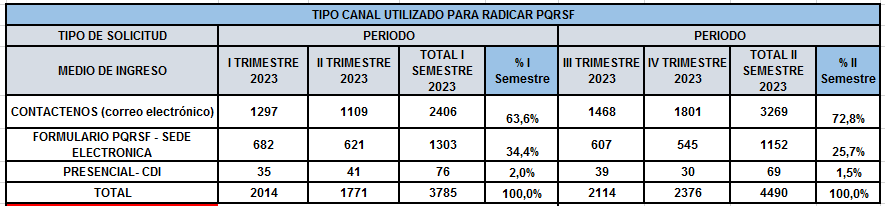 TIPO CANAL UTILIZADO PARA RADICAR PQRSF
TIPO DE SOLICITUD PERIODO PERIODO
MEDIO DE INGRESO I TRIMESTRE 2023 II TRIMESTRE 2023 TOTAL I SEMESTRE 2023 % I Semestre III TRIMESTRE 2023 IV TRIMESTRE 2023 TOTAL II SEMESTRE 2023 % II Semestre
CONTACTENOS (correo electrónico) 1297 1109 2406 63,6% 1468 1801 3269 72,8%
FORMULARIO PQRSF - SEDE ELECTRONICA 682 621 1303 34,4% 607 545 1152 25,7%
PRESENCIAL- CDI 35 41 76 2,0% 39 30 69 1,5%
TOTAL 2014 1771 3785 100,0% 2114 2376 4490 100,0%